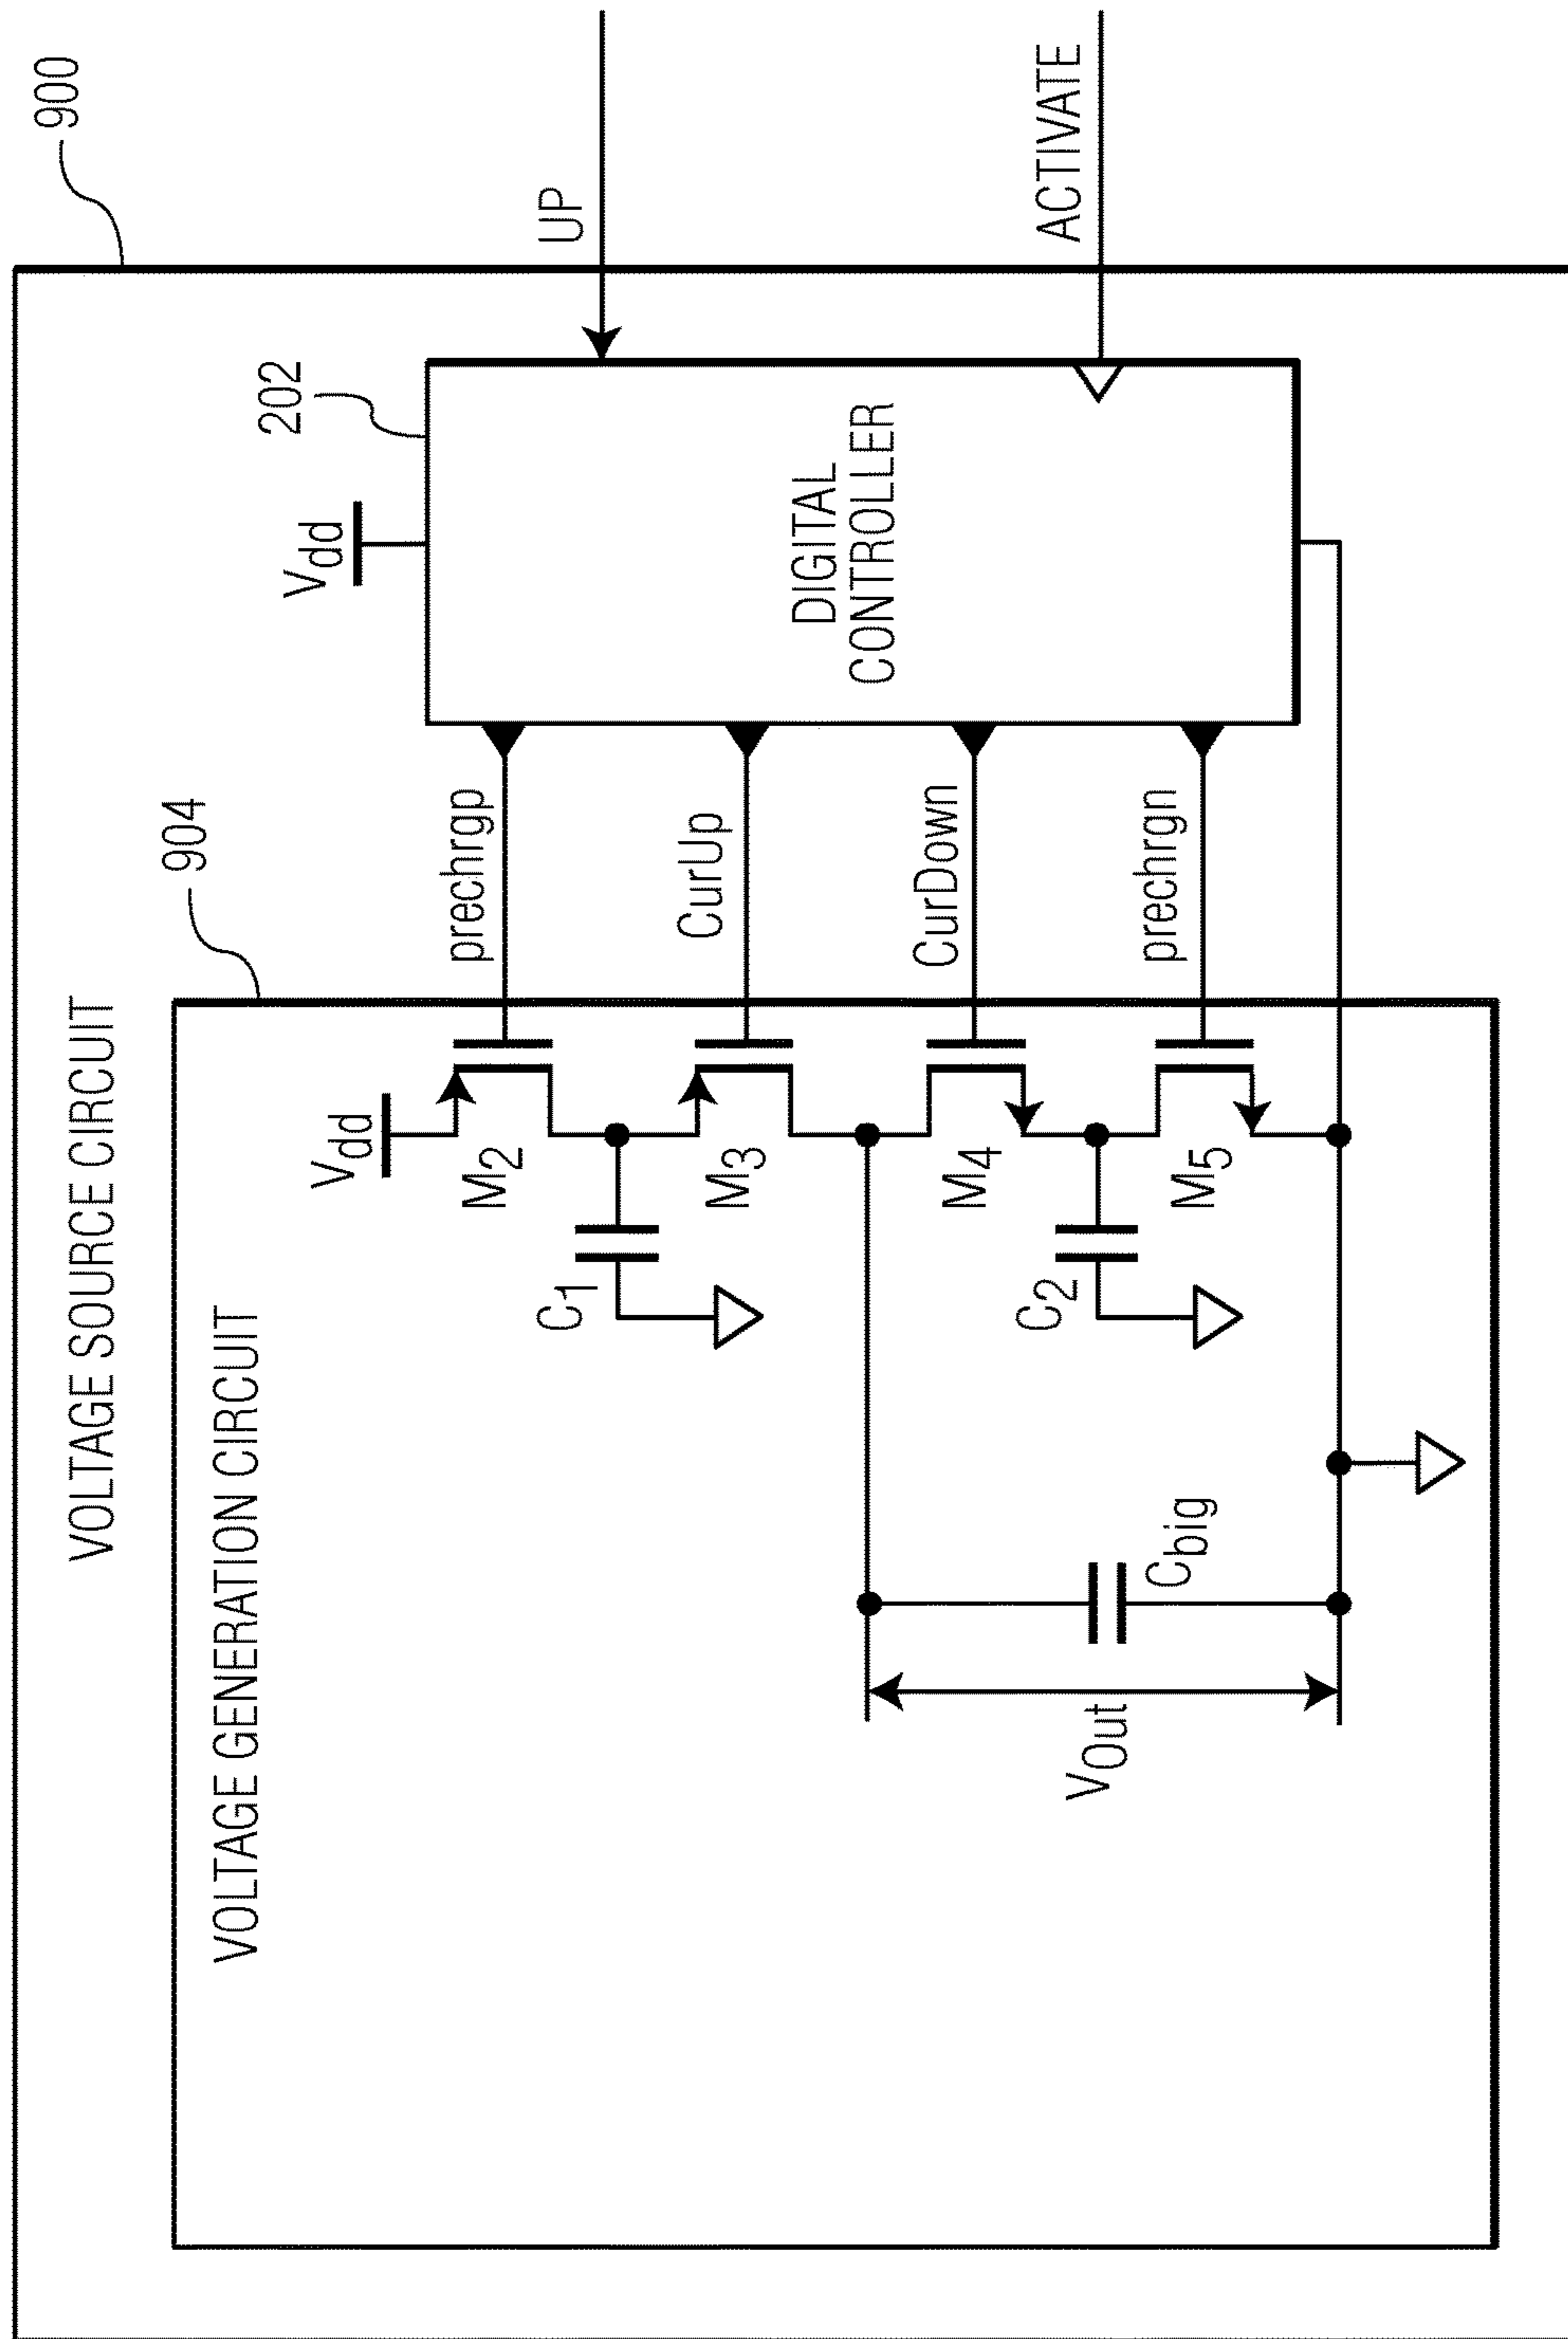 900
VOLTAGE SOURCE CIRCUIT
904
VOLTAGE GENERATION CIRCUIT
202
Vdd
UP
ACTIVATE
DIGITAL
CONTROLLER
prechrgp
CurUp
CurDown
prechrgn
Vdd
M2
M3
M4
M5
C1
C2
Cbig
VOut